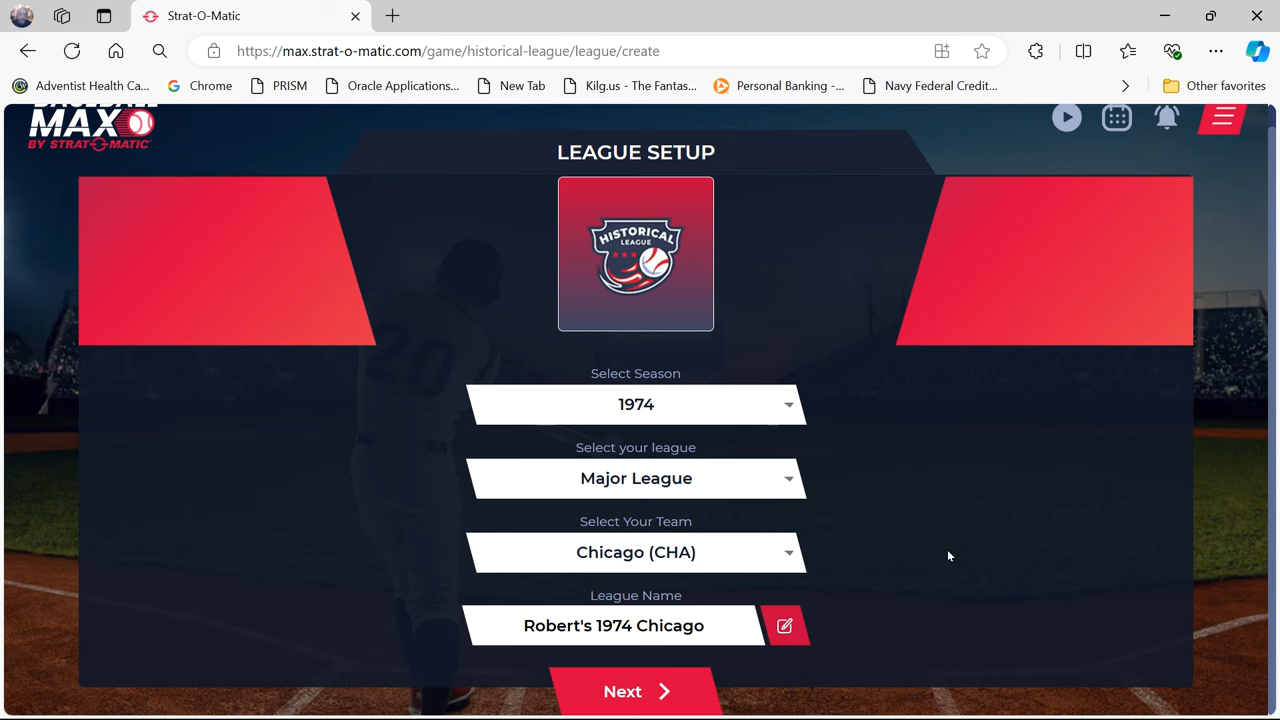 Strat-O-Matic
https://max.strat-o-matic.com/game/historical-league/league/create
Adventist Health Ca... Chrome PRISM Oracle Applications... New Tab Kilg.us - The Fantas... Personal Banking -... Navy Federal Credit... Other favorites
MAX
BY STRAT-O-MATIC
LEAGUE SETUP
HISTORICAL
LEAGUE
20
Select Season
1974
Select your league
Major League
Select Your Team
Chicago (CHA)
League Name
Robert's 1974 Chicago
Next